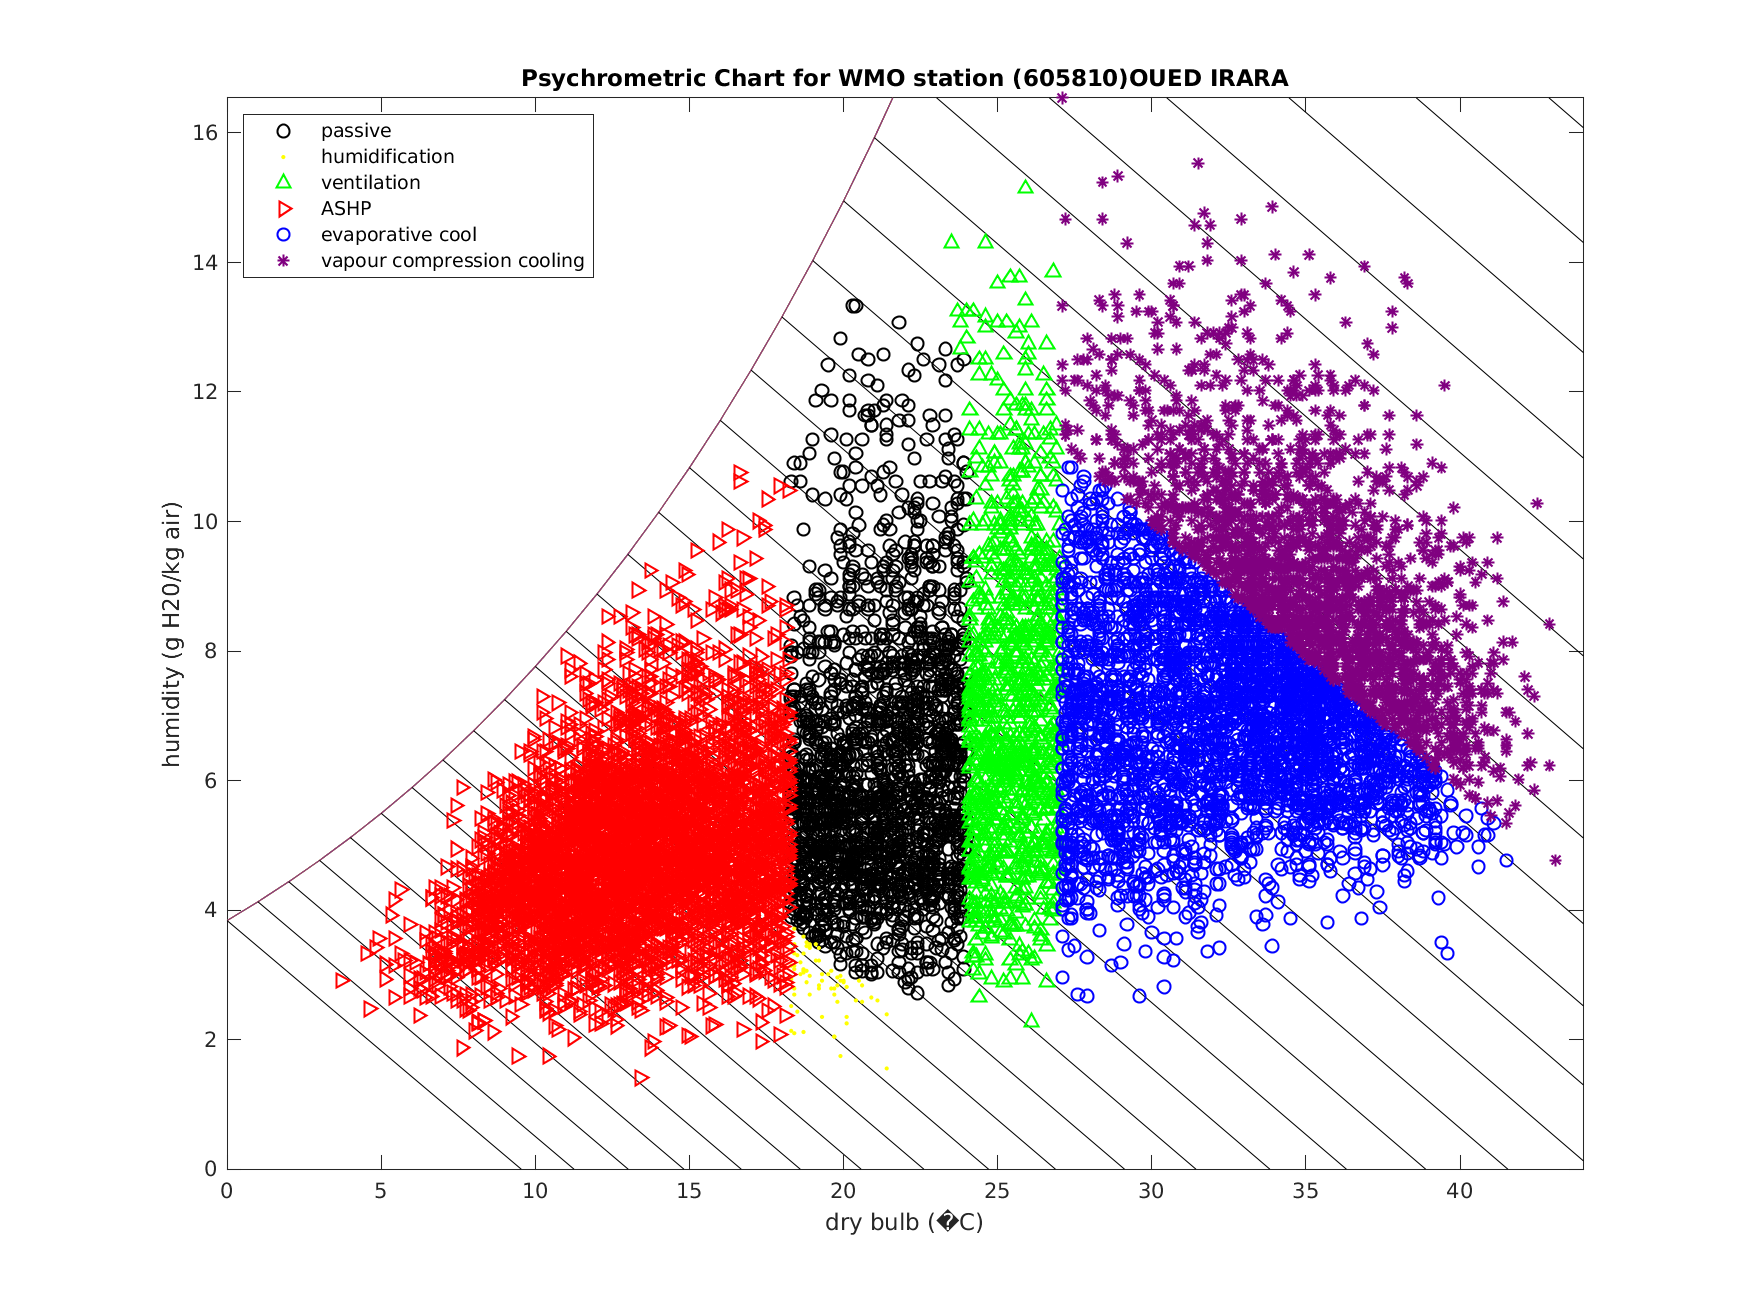 Psychrometric Chart for WMO station (605810)OUED IRARA
passive
humidification
ventilation
ASHP
evaporative cool
vapour compression cooling
humidity (g H20/kg air)
16
14
12
10
8
6
4
2
0
0 5 10 15 20 25 30 35 40
dry bulb (�C)